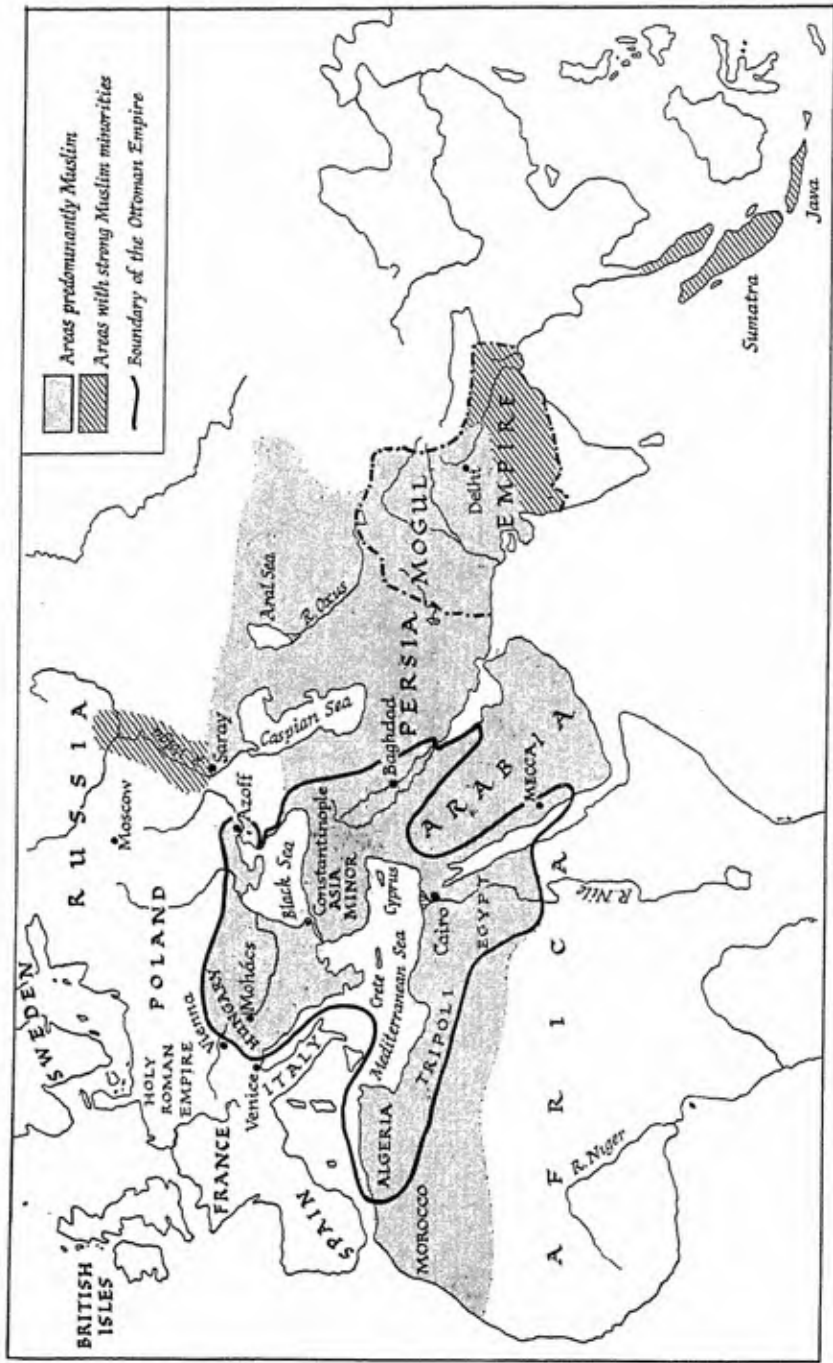 Areas predominantly Muslim
Areas with strong Muslim minorities
Boundary of the Ottoman Empire
SWEDEN
RUSSIA
BRITISH
ISLES
Moscow
POLAND
R. Volga
HOLY
ROMAN
EMPIRE
Saray
Vienna
HUNGARY
Azoff
FRANCE
Venice
Mohács
Aral Sea
ITALY
Black Sea
Caspian Sea
R. Oxus
SPAIN
Constantinople
ASIA
MINOR
Crete
Cyprus
Mediterranean Sea
Baghdad
PERSIA
MOGUL
ALGERIA
TRIPOLI
Cairo
Delhi
MOROCCO
EGYPT
ARABIA
EMPIRE
MECCA
AFRICA
R. Nile
R. Niger
Sumatra
Java